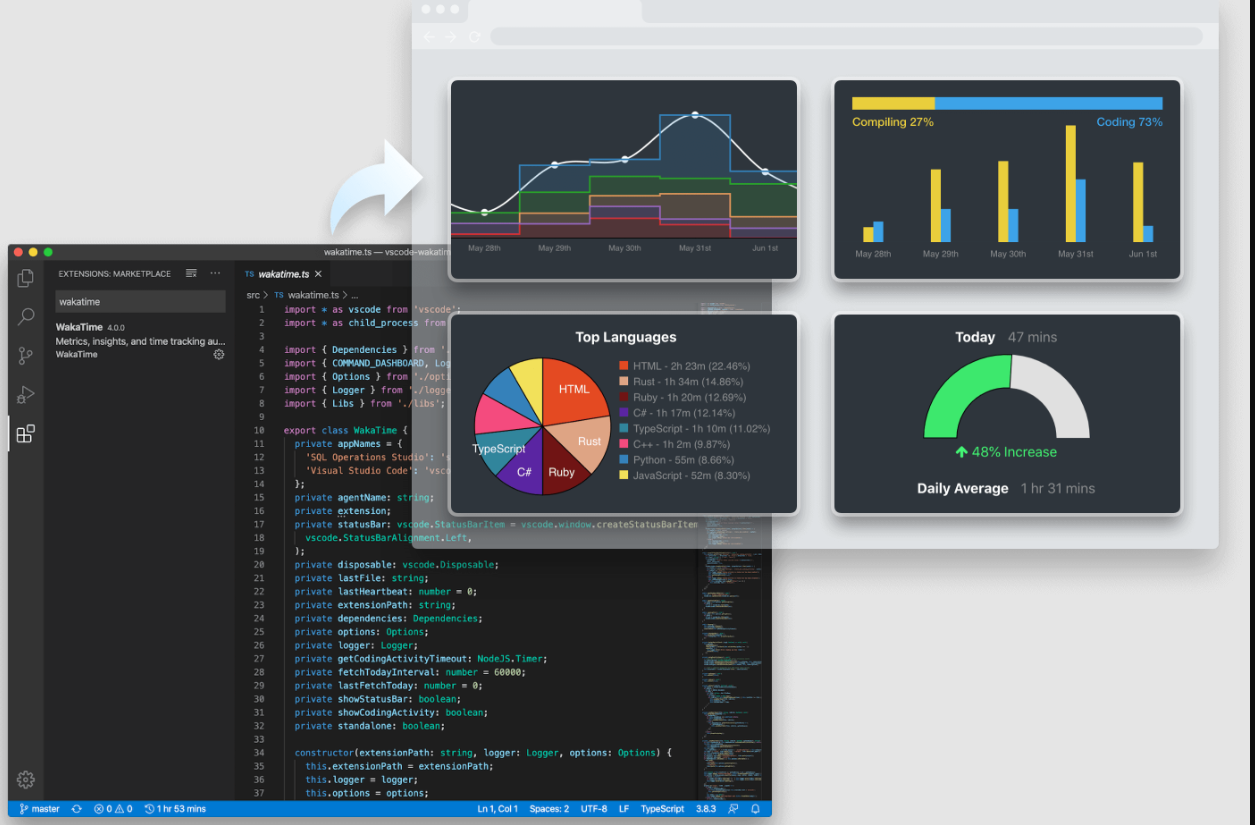 Compiling 27%
Coding 73%
May 28th
May 29th
May 30th
May 31st
Jun 1st
May 28th
May 29th
May 30th
May 31st
Jun 1st
Top Languages
HTML
Rust
Ruby
C#
TypeScript
HTML - 2h 23m (22.46%)
Rust - 1h 34m (14.86%)
Ruby - 1h 20m (12.69%)
C# - 1h 17m (12.14%)
TypeScript - 1h 10m (11.02%)
C++ - 1h 2m (9.87%)
Python - 55m (8.66%)
JavaScript - 52m (8.30%)
Today 47 mins
48% Increase
Daily Average 1 hr 31 mins
wakatime.ts — vscode-wakatim
EXTENSIONS: MARKETPLACE
wakatime
WakaTime 4.0.0
Metrics, insights, and time tracking au...
WakaTime
TS wakatime.ts
src > TS wakatime.ts > ...
1 import * as vscode from 'vscode';
2 import * as child_process from
3
4 import { Dependencies } from '.
5 import { COMMAND_DASHBOARD, Log
6 import { Options } from './opti
7 import { Logger } from './logge
8 import { Libs } from './libs';
9
10 export class WakaTime {
11 private appNames = {
12 'SQL Operations Studio': 's
13 'Visual Studio Code': 'vsco
14 };
15 private agentName: string;
16 private extension;
17 private statusBar: vscode.StatusBarItem = vscode.window.createStatusBarItem
18 vscode.StatusBarAlignment.Left,
19 );
20 private disposable: vscode.Disposable;
21 private lastFile: string;
22 private lastHeartbeat: number = 0;
23 private extensionPath: string;
24 private dependencies: Dependencies;
25 private options: Options;
26 private logger: Logger;
27 private getCodingActivityTimeout: NodeJS.Timer;
28 private fetchTodayInterval: number = 60000;
29 private lastFetchToday: number = 0;
30 private showStatusBar: boolean;
31 private showCodingActivity: boolean;
32 private standalone: boolean;
33
34 constructor(extensionPath: string, logger: Logger, options: Options) {
35 this.extensionPath = extensionPath;
36 this.logger = logger;
37 this.options = options;
master 0 0 1 hr 53 mins
Ln 1, Col 1 Spaces: 2 UTF-8 LF TypeScript 3.8.3